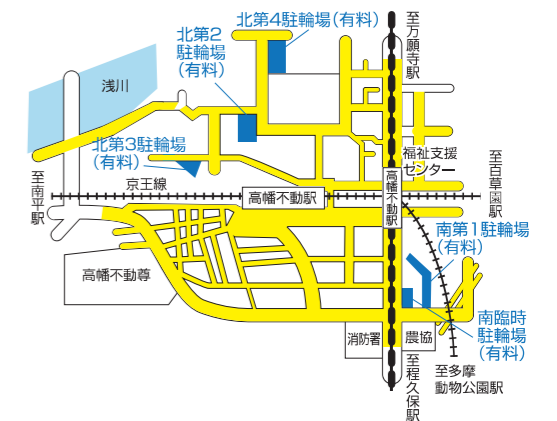 北第4駐輪場(有料)
至万願寺駅
北第2
駐輪場
(有料)
浅川
北第3駐輪場
(有料)
福祉支援
センター
至百草園駅
至南平駅
京王線
高幡不動駅
高幡不動駅
南第1駐輪場
(有料)
高幡不動尊
南臨時
駐輪場
(有料)
消防署
農協
至程久保駅
至多摩
動物公園駅